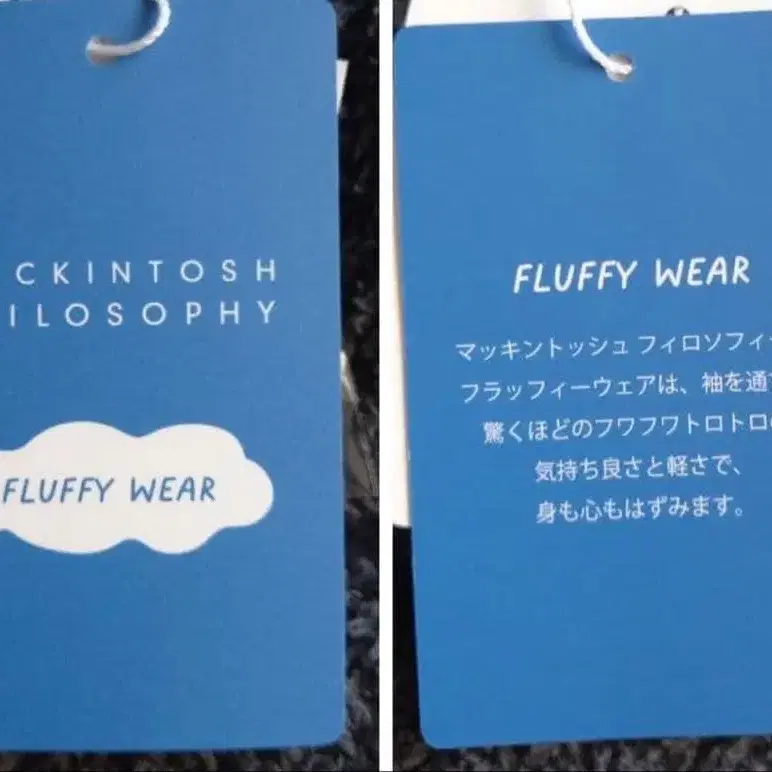 CKINTOSH
ILOSOPHY
FLUFFY WEAR
FLUFFY WEAR
マッキントッシュ フィロソフィ
フラッフィーウェアは、袖を通
驚くほどのフワフワトロトロ
気持ち良さと軽さで、
身も心もはずみます。